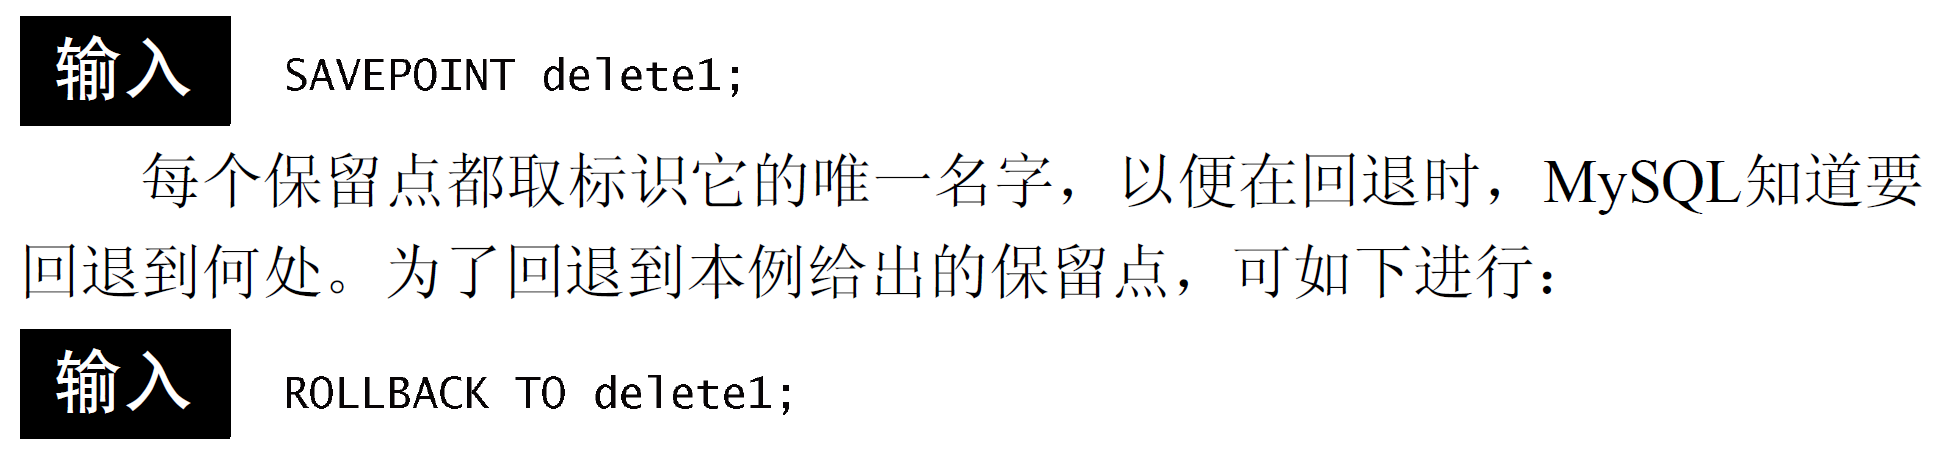 输入 SAVEPOINT delete1;
每个保留点都取标识它的唯一名字，以便在回退时，MySQL知道要
回退到何处。为了回退到本例给出的保留点，可如下进行：
输入 ROLLBACK TO delete1;